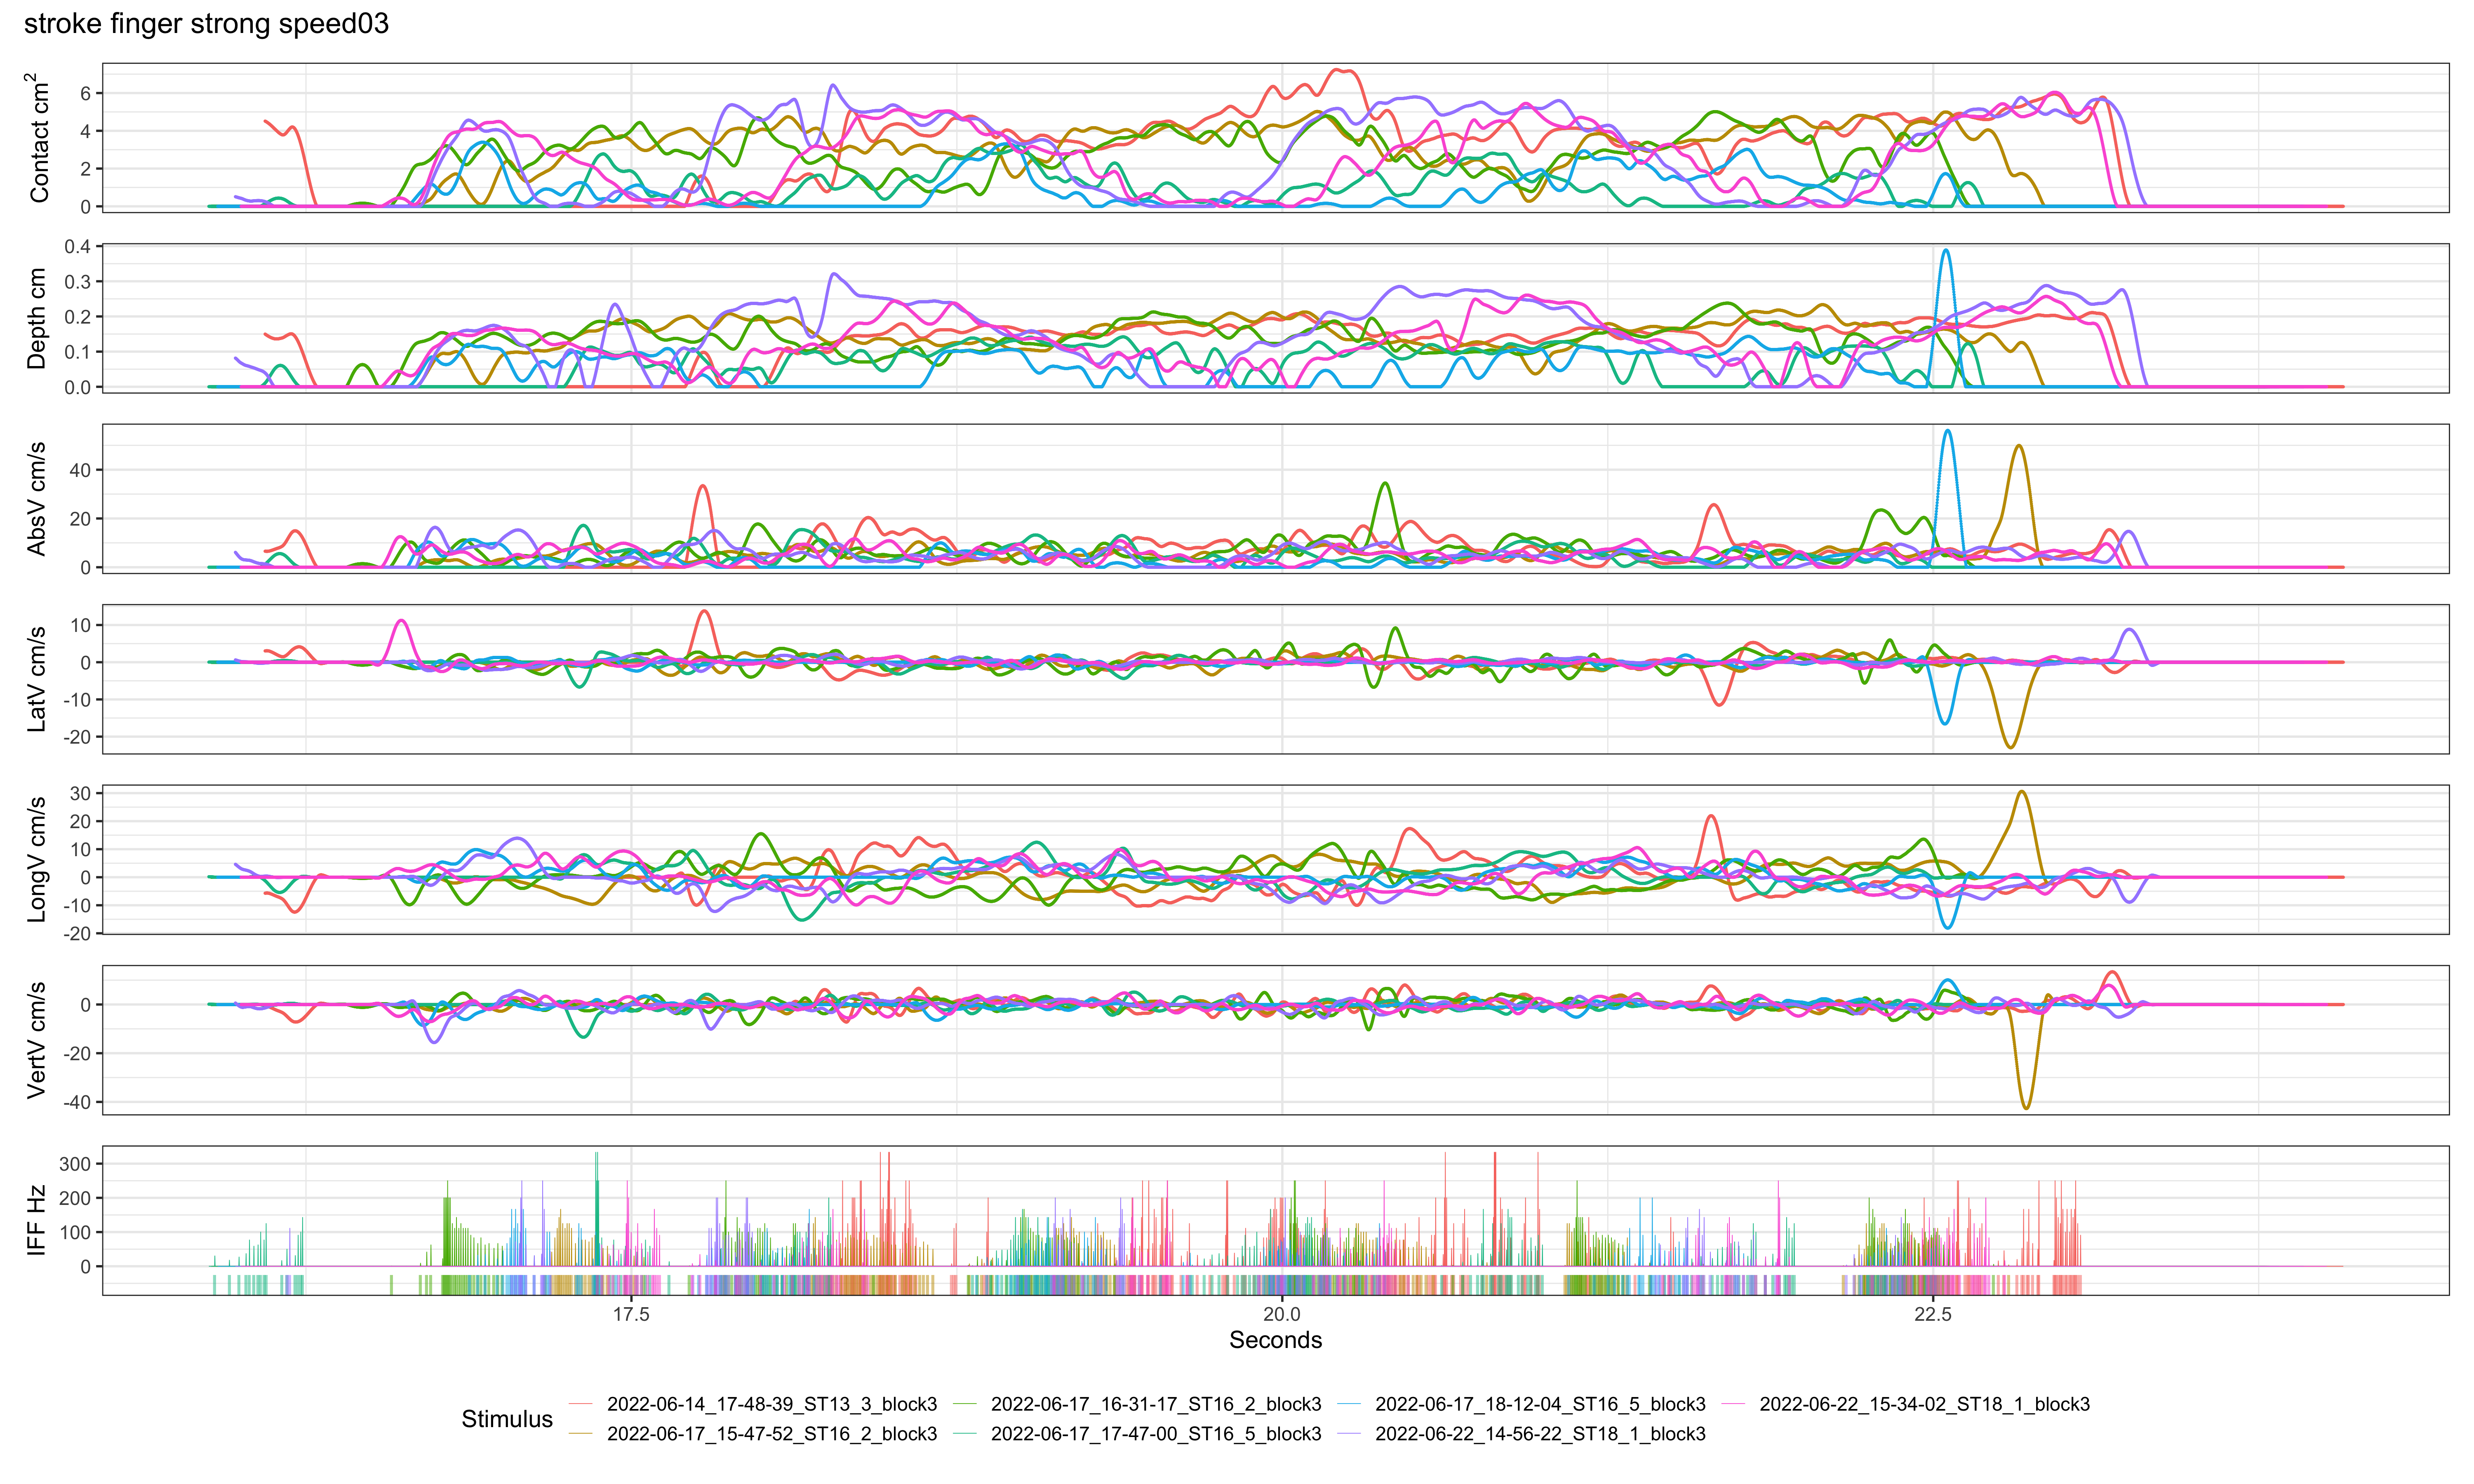 stroke finger strong speed03
Contact cm²
6
4
2
0
Depth cm
0.4
0.3
0.2
0.1
0.0
AbsV cm/s
40
20
0
LatV cm/s
10
0
-10
-20
LongV cm/s
30
20
10
0
-10
-20
VertV cm/s
0
-20
-40
IFF Hz
300
200
100
0
17.5 20.0 22.5
Seconds
Stimulus
2022-06-14_17-48-39_ST13_3_block3 2022-06-17_16-31-17_ST16_2_block3 2022-06-17_18-12-04_ST16_5_block3 2022-06-22_15-34-02_ST18_1_block3
2022-06-17_15-47-52_ST16_2_block3 2022-06-17_17-47-00_ST16_5_block3 2022-06-22_14-56-22_ST18_1_block3